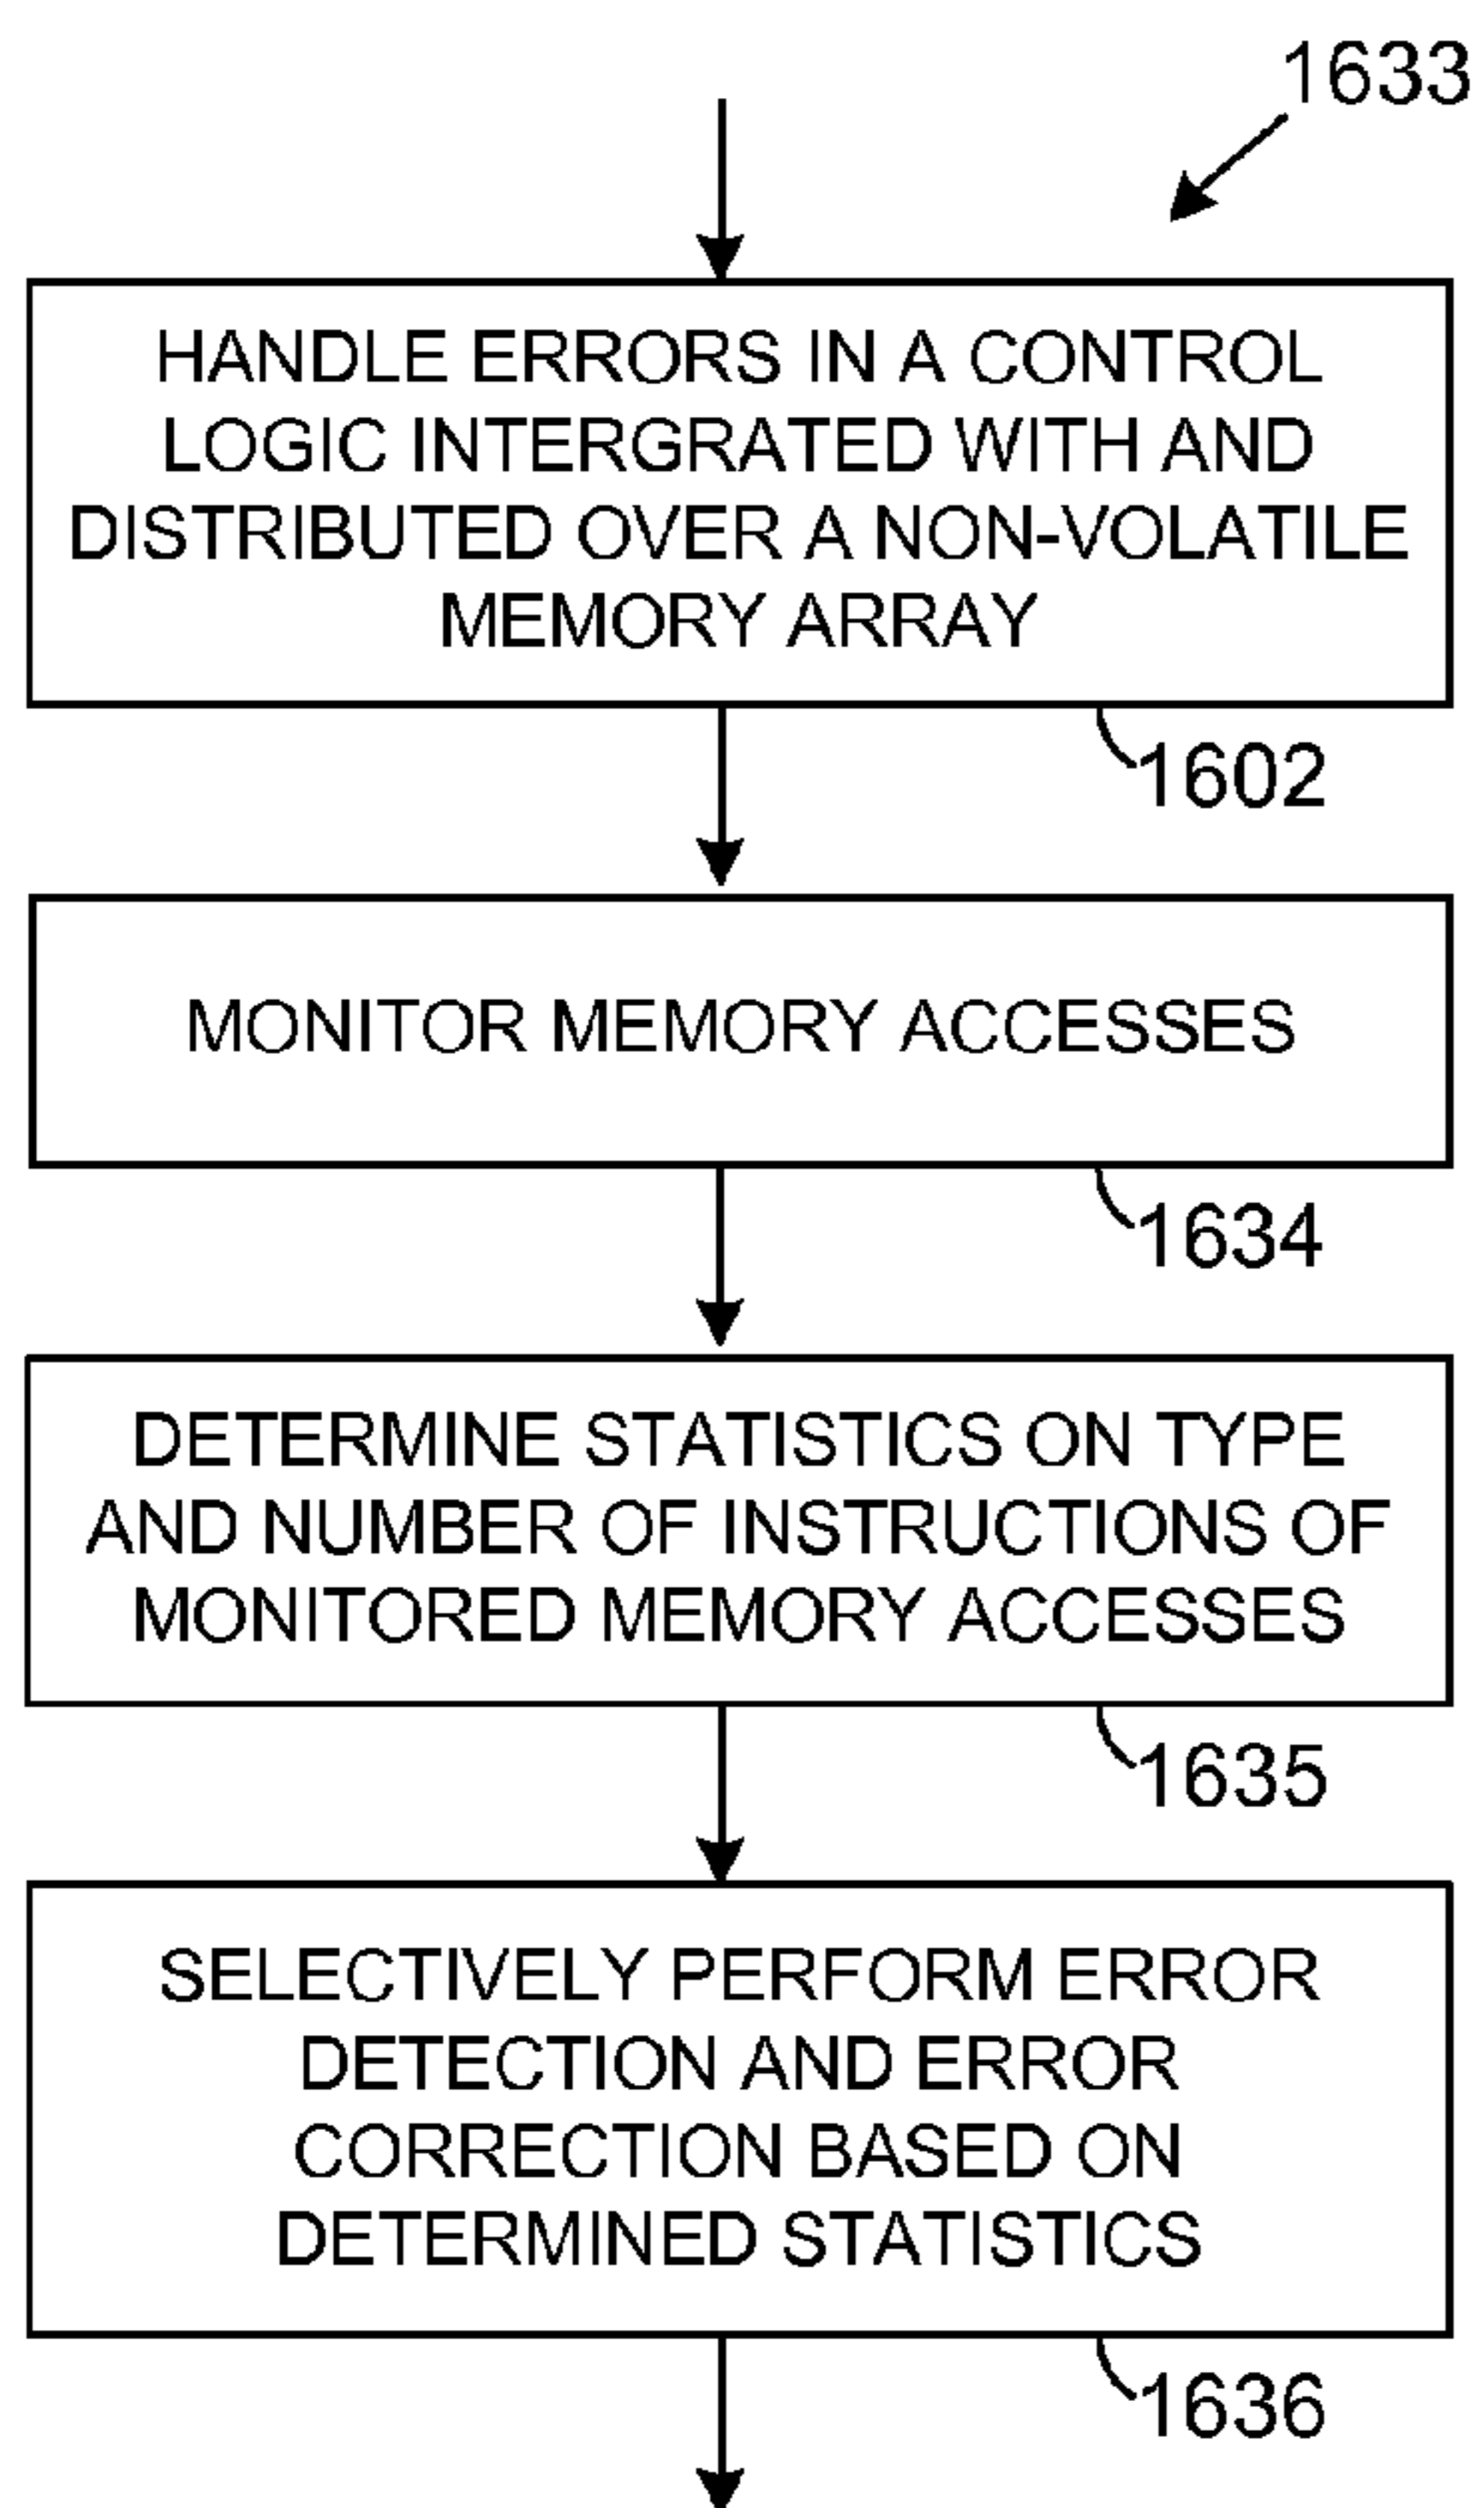 1633
HANDLE ERRORS IN A CONTROL
LOGIC INTERGRATED WITH AND
DISTRIBUTED OVER A NON-VOLATILE
MEMORY ARRAY
1602
MONITOR MEMORY ACCESSES
1634
DETERMINE STATISTICS ON TYPE
AND NUMBER OF INSTRUCTIONS OF
MONITORED MEMORY ACCESSES
1635
SELECTIVELY PERFORM ERROR
DETECTION AND ERROR
CORRECTION BASED ON
DETERMINED STATISTICS
1636